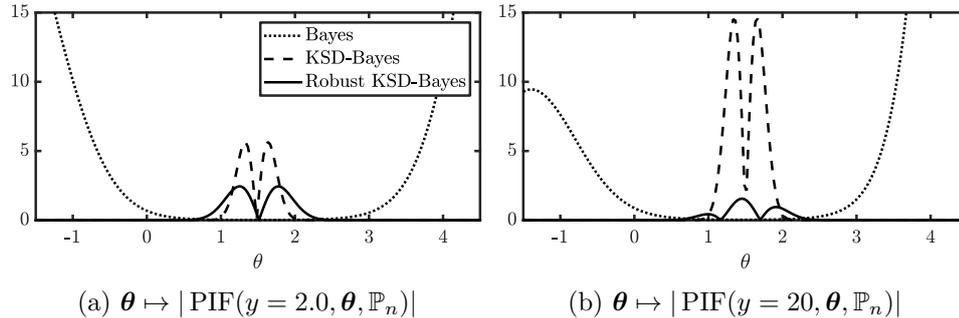 15
10
5
0
-1
0
1
2
3
4
θ
Bayes
KSD-Bayes
Robust KSD-Bayes
(a) θ ↦ | PIF(y = 2.0, θ, ℙₙ)|
15
10
5
0
-1
0
1
2
3
4
θ
(b) θ ↦ | PIF(y = 20, θ, ℙₙ)|